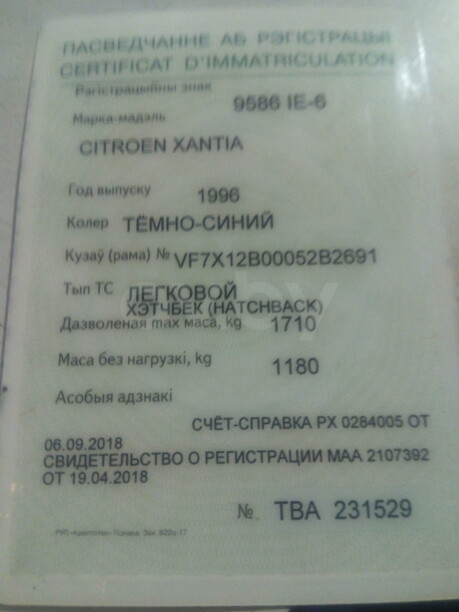 ПАСВЕДЧАННЕ АБ РЭГІСТРАЦЫІ
CERTIFICAT D'IMMATRICULATION
Рэгістрацыйны знак 9586 IE-6
Марка-мадэль
CITROEN XANTIA
Год выпуску 1996
Колер ТЁМНО-СИНИЙ
Кузаў (рама) № VF7X12B00052B2691
Тып ТС ЛЕГКОВОЙ
ХЭТЧБЕК (HATCHBACK)
Дазволеная max маса, kg 1710
Маса без нагрузкі, kg 1180
Асобыя адзнакі
СЧЁТ-СПРАВКА РХ 0284005 ОТ
06.09.2018
СВИДЕТЕЛЬСТВО О РЕГИСТРАЦИИ МАА 2107392
ОТ 19.04.2018
№ ТВА 231529